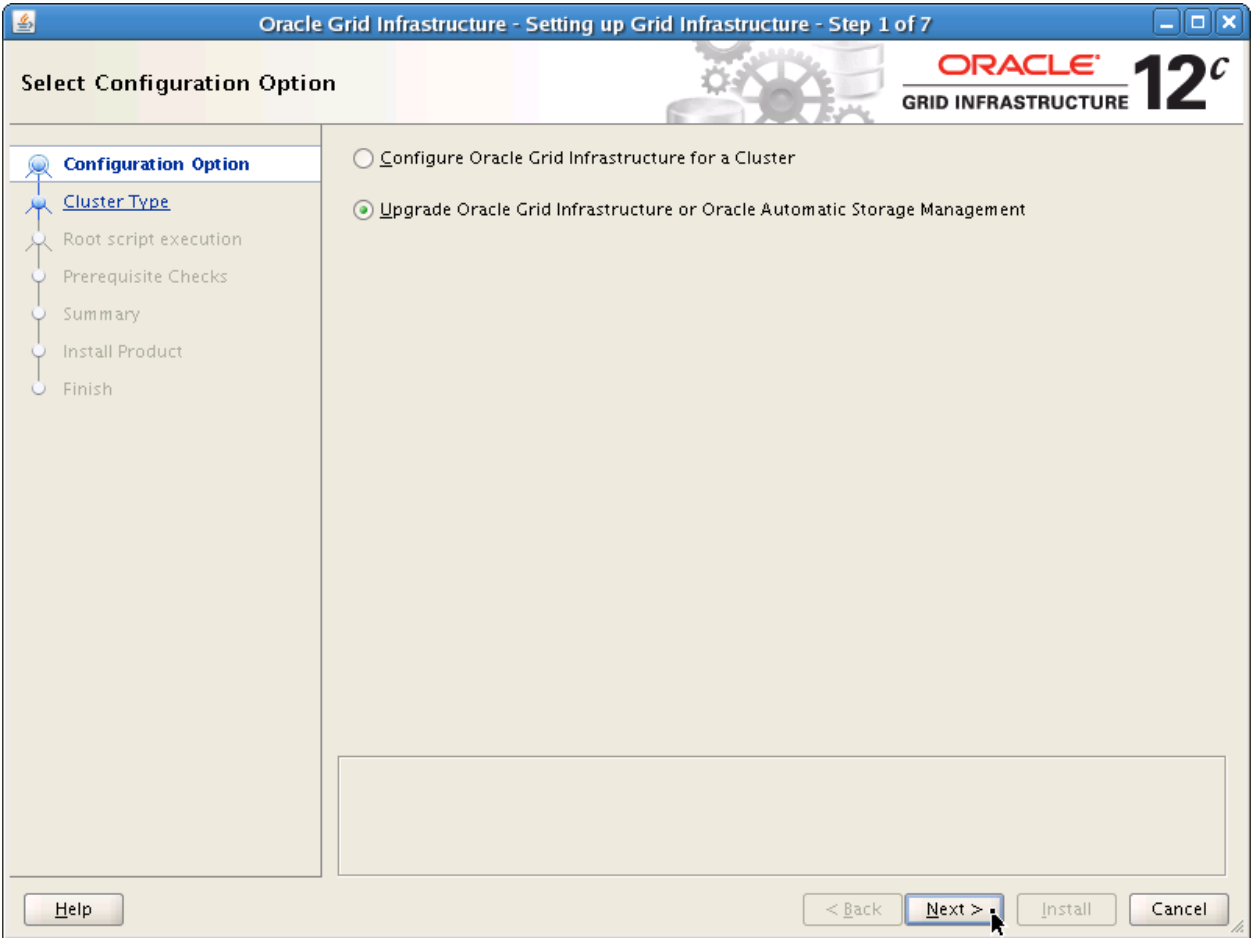 Oracle Grid Infrastructure - Setting up Grid Infrastructure - Step 1 of 7
Select Configuration Option
ORACLE
GRID INFRASTRUCTURE
12c
Configuration Option
Cluster Type
Root script execution
Prerequisite Checks
Summary
Install Product
Finish
Configure Oracle Grid Infrastructure for a Cluster
Upgrade Oracle Grid Infrastructure or Oracle Automatic Storage Management
Help
< Back
Next >
Install
Cancel